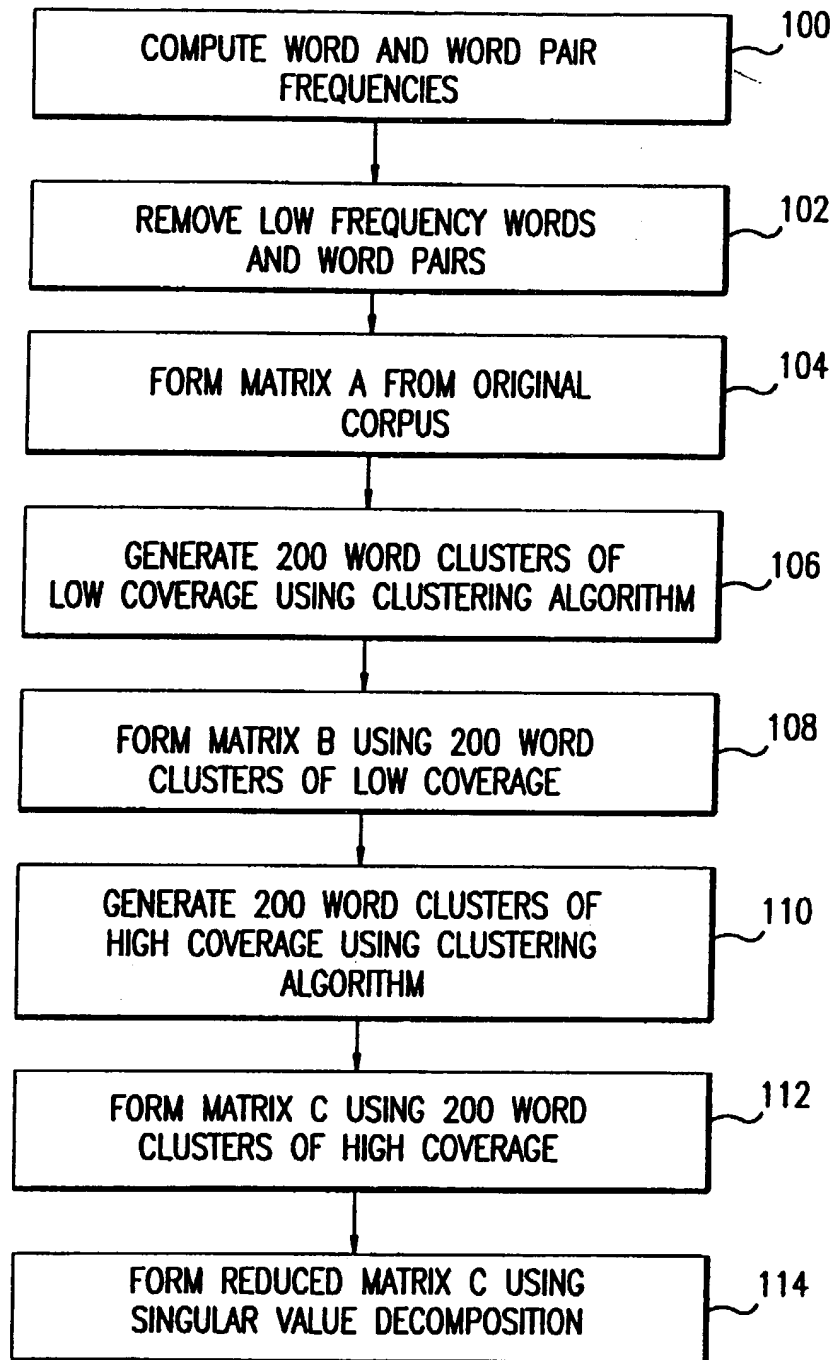 COMPUTE WORD AND WORD PAIR
FREQUENCIES
100
REMOVE LOW FREQUENCY WORDS
AND WORD PAIRS
102
FORM MATRIX A FROM ORIGINAL
CORPUS
104
GENERATE 200 WORD CLUSTERS OF
LOW COVERAGE USING CLUSTERING ALGORITHM
106
FORM MATRIX B USING 200 WORD
CLUSTERS OF LOW COVERAGE
108
GENERATE 200 WORD CLUSTERS OF
HIGH COVERAGE USING CLUSTERING
ALGORITHM
110
FORM MATRIX C USING 200 WORD
CLUSTERS OF HIGH COVERAGE
112
FORM REDUCED MATRIX C USING
SINGULAR VALUE DECOMPOSITION
114